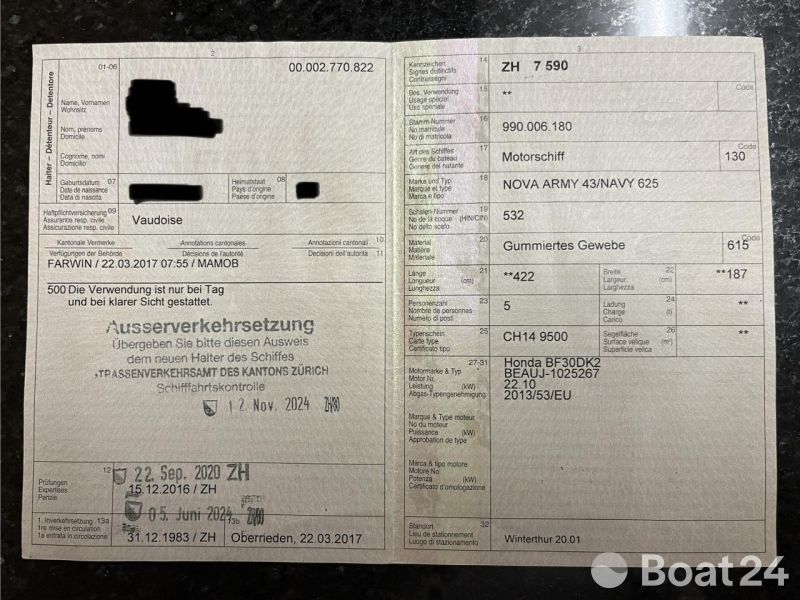 2
01-06
00.002.770.822
Halter – Détenteur – Detentore
Name, Vornamen
Wohnsitz
Nom, prénoms
Domicile
Cognome, nomi
Domicilio
Geburtsdatum 07
Date de naissance
Data di nascita
Heimatstaat 08
Pays d'origine
Paese d'origine
Haftpflichtversicherung 09
Assurance resp. civile
Assicurazione resp. civile
Vaudoise
Kantonale Vermerke Annotations cantonales Annotazioni cantonali 10
Verfügungen der Behörde Décisions de l'autorité Decisioni dell'autorità 11
FARWIN / 22.03.2017 07:55 / MAMOB
500 Die Verwendung ist nur bei Tag
und bei klarer Sicht gestattet.
Ausserverkehrsetzung
Übergeben Sie bitte diesen Ausweis
dem neuen Halter des Schiffes
STRASSENVERKEHRSAMT DES KANTONS ZÜRICH
Schifffahrtskontrolle
12. Nov. 2024
12
22. Sep. 2020 ZH
Prüfungen
Expertises
Perizie
15.12.2016 / ZH
05. Juni 2024
1. Inverkehrsetzung 13a
1re mise en circulation
1a entrata in circolazione
31.12.1983 / ZH
13b
Oberrieden, 22.03.2017
3
Kennzeichen 14
Signes distinctifs
Contrassegni
ZH 7 590
Bes. Verwendung 15
Usage spécial
Uso speciale
**
Code
Stamm-Nummer 16
No matricule
No di matricola
990.006.180
Art des Schiffes 17
Genre du bateau
Genere del natante
Motorschiff
Code
130
Marke und Typ 18
Marque et type
Marca e tipo
NOVA ARMY 43/NAVY 625
Schalen-Nummer 19
No de la coque (HIN/CIN)
No dello scafo
532
Material 20
Matière
Materiale
Gummiertes Gewebe
Code
615
Länge 21
Longueur (cm)
Lunghezza
**422
Breite 22
Largeur (cm)
Larghezza
**187
Personenzahl 23
Nombre de personnes
Numero di posti
5
Ladung 24
Charge (t)
Carico
**
Typenschein 25
Carte type
Certificato tipo
CH14 9500
Segelfläche 26
Surface vélique (m²)
Superficie velica
**
27-31
Motormarke & Typ
Motor Nr.
Leistung (kW)
Abgas-Typengenehmigung
Honda BF30DK2
BEAUJ-1025267
22.10
2013/53/EU
Marque & Type moteur
No du moteur
Puissance (kW)
Approbation de type
Marca & tipo motore
Motore No
Potenza (kW)
Certificato d'omologazione
Standort 32
Lieu de stationnement
Luogo di stazionamento
Winterthur 20.01
Boat24